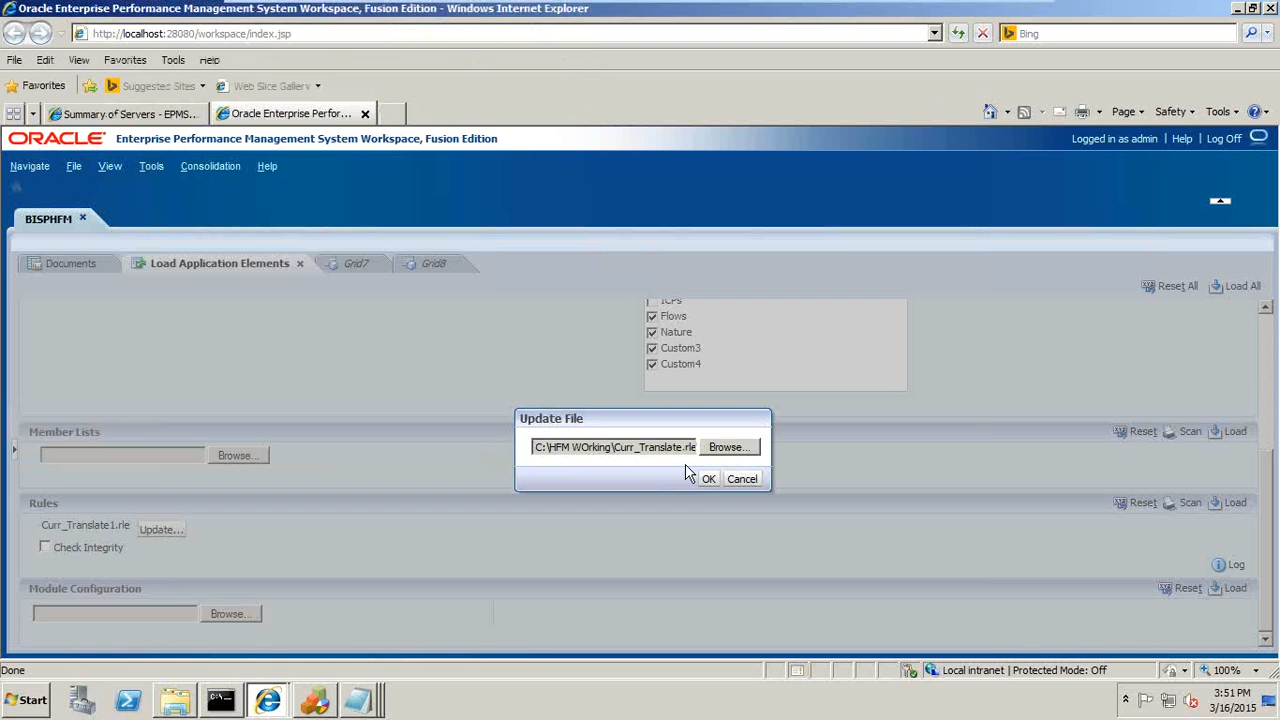 Oracle Enterprise Performance Management System Workspace, Fusion Edition - Windows Internet Explorer
http://localhost:28080/workspace/index.jsp
Bing
File Edit View Favorites Tools Help
Favorites Suggested Sites Web Slice Gallery
Summary of Servers - EPMS... Oracle Enterprise Perfor... Page Safety Tools
ORACLE Enterprise Performance Management System Workspace, Fusion Edition Logged in as admin | Help | Log Off
Navigate File View Tools Consolidation Help
BISPHFM
Documents Load Application Elements Grid7 Grid8
Reset All Load All
ICPs
Flows
Nature
Custom3
Custom4
Update File
C:\HFM WOrking\Curr_Translate.rle Browse...
OK Cancel
Member Lists Reset Scan Load
Browse...
Rules Reset Scan Load
Curr_Translate1.rle Update...
Check Integrity
Log
Module Configuration Reset Load
Browse...
Done Local intranet | Protected Mode: Off 100%
Start 3:51 PM
3/16/2015